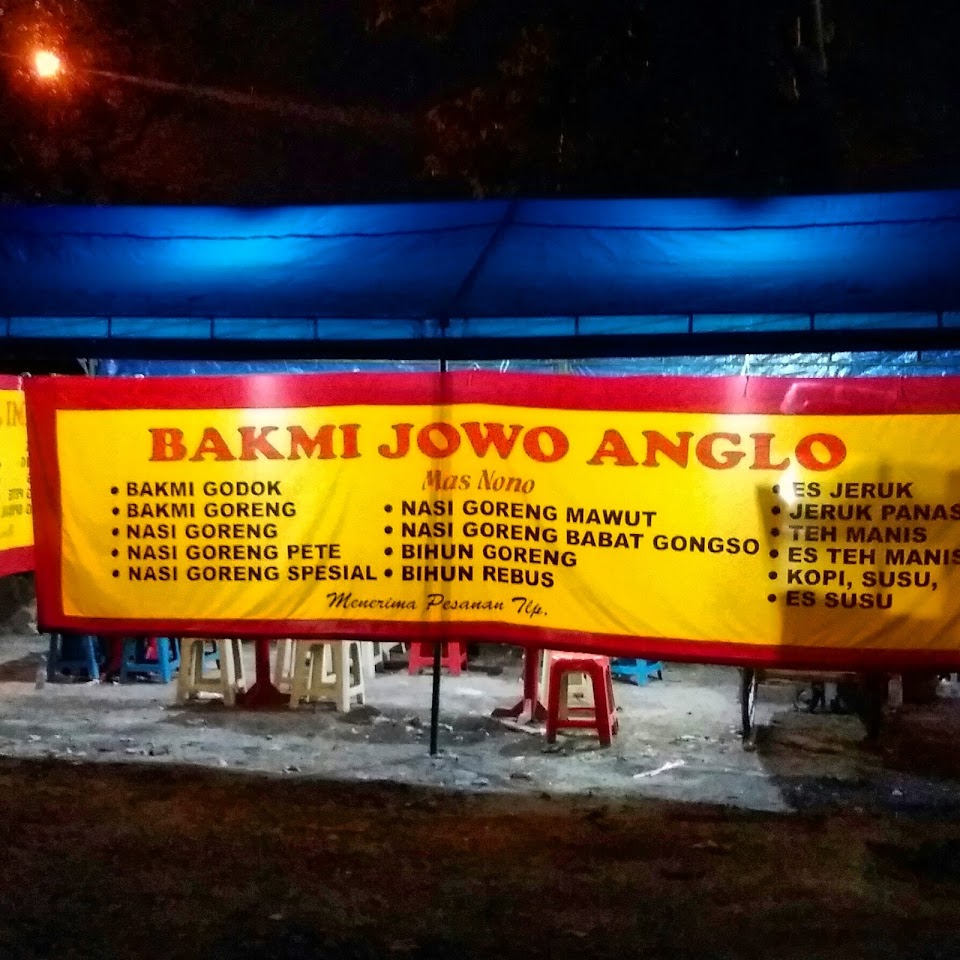 BAKMI JOWO ANGLO
Mas Nono
• BAKMI GODOK
• BAKMI GORENG
• NASI GORENG
• NASI GORENG PETE
• NASI GORENG SPESIAL
• NASI GORENG MAWUT
• NASI GORENG BABAT GONGSO
• BIHUN GORENG
• BIHUN REBUS
• ES JERUK
• JERUK PANAS
• TEH MANIS
• ES TEH MANIS
• KOPI, SUSU,
• ES SUSU
Menerima Pesanan Tlp.